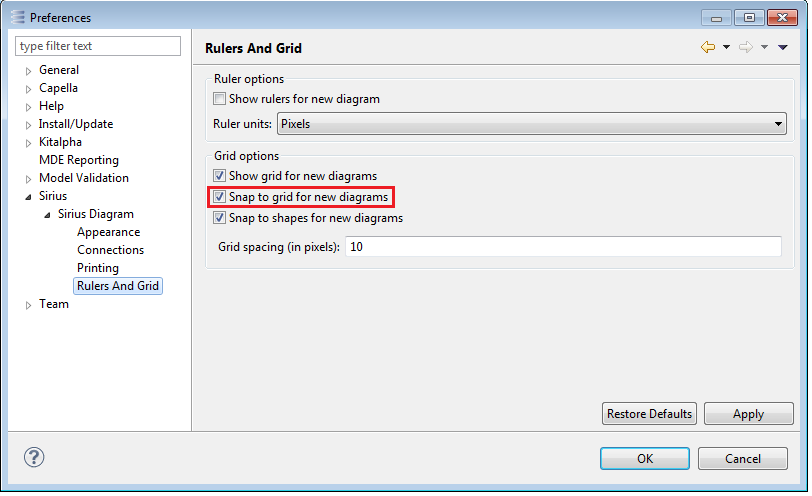 Preferences
type filter text
General
Capella
Help
Install/Update
Kitalpha
MDE Reporting
Model Validation
Sirius
Sirius Diagram
Appearance
Connections
Printing
Rulers And Grid
Team
Rulers And Grid
Ruler options
Show rulers for new diagram
Ruler units: Pixels
Grid options
Show grid for new diagrams
Snap to grid for new diagrams
Snap to shapes for new diagrams
Grid spacing (in pixels): 10
Restore Defaults Apply
? OK Cancel